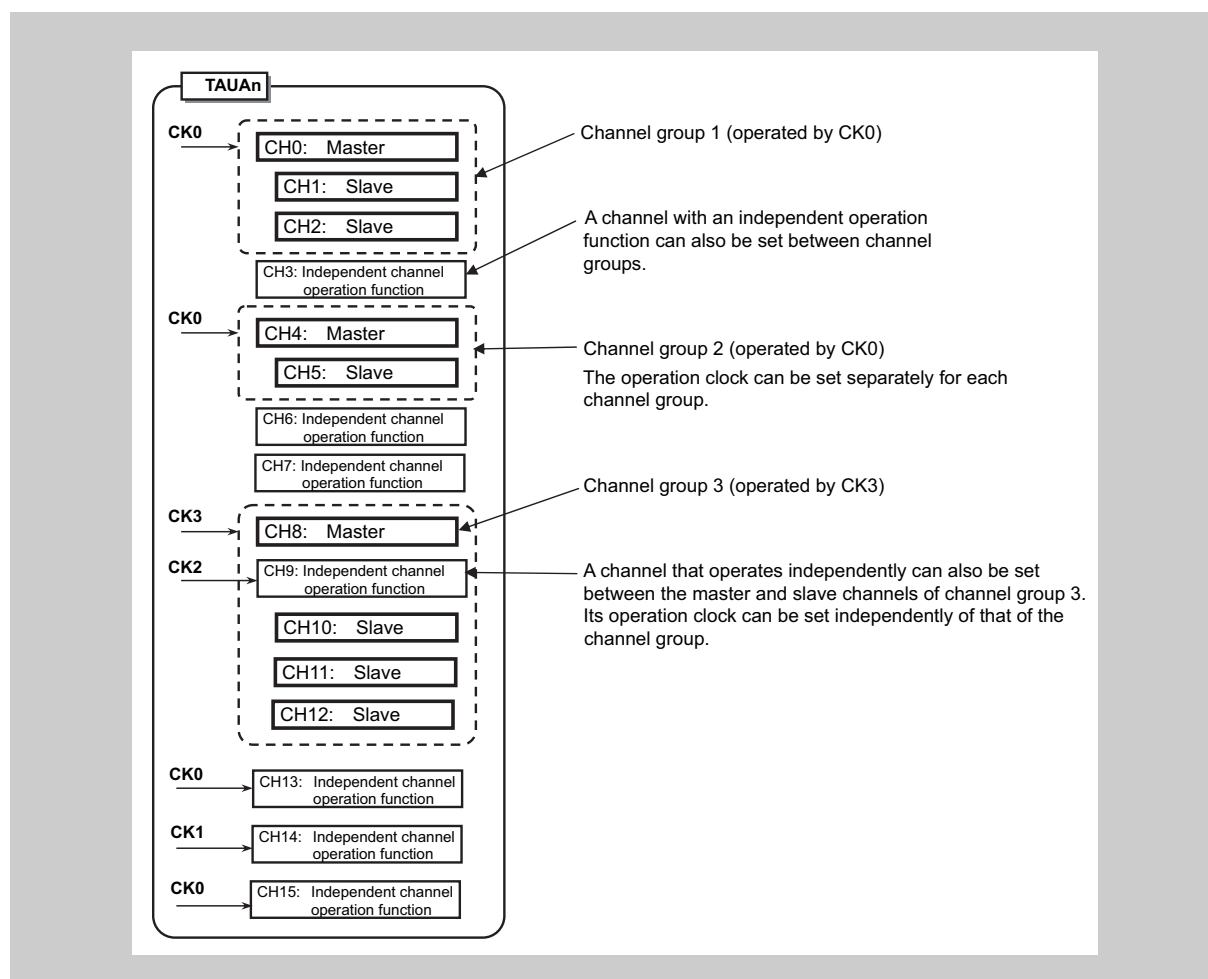 TAUAn
CK0
CH0: Master
CH1: Slave
CH2: Slave
Channel group 1 (operated by CK0)
A channel with an independent operation
function can also be set between channel
groups.
CH3: Independent channel
operation function
CK0
CH4: Master
CH5: Slave
Channel group 2 (operated by CK0)
The operation clock can be set separately for each
channel group.
CH6: Independent channel
operation function
CH7: Independent channel
operation function
Channel group 3 (operated by CK3)
CK3
CH8: Master
CK2
CH9: Independent channel
operation function
A channel that operates independently can also be set
between the master and slave channels of channel group 3.
Its operation clock can be set independently of that of the
channel group.
CH10: Slave
CH11: Slave
CH12: Slave
CK0
CH13: Independent channel
operation function
CK1
CH14: Independent channel
operation function
CK0
CH15: Independent channel
operation function